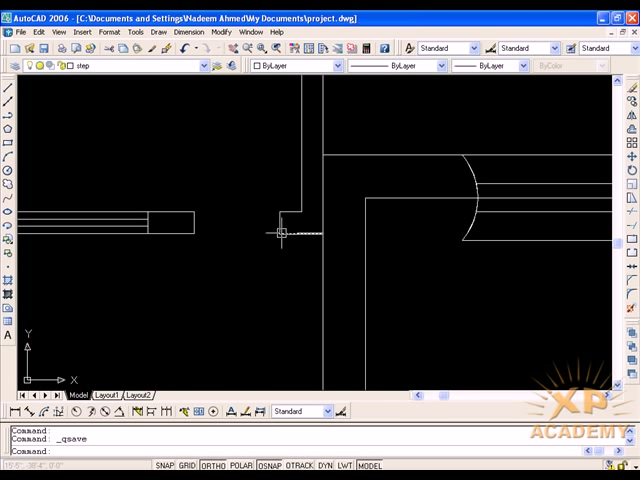 AutoCAD 2006 - [C:\Documents and Settings\Nadeem Ahmed\My Documents\project.dwg]
File Edit View Insert Format Tools Draw Dimension Modify Window Help
Standard Standard Standard
step ByLayer ByLayer ByLayer ByColor
Y
X
Model Layout1 Layout2
Standard
XP
ACADEMY
Command:
Command: _qsave
Command:
SNAP GRID ORTHO POLAR OSNAP OTRACK DYN LWT MODEL